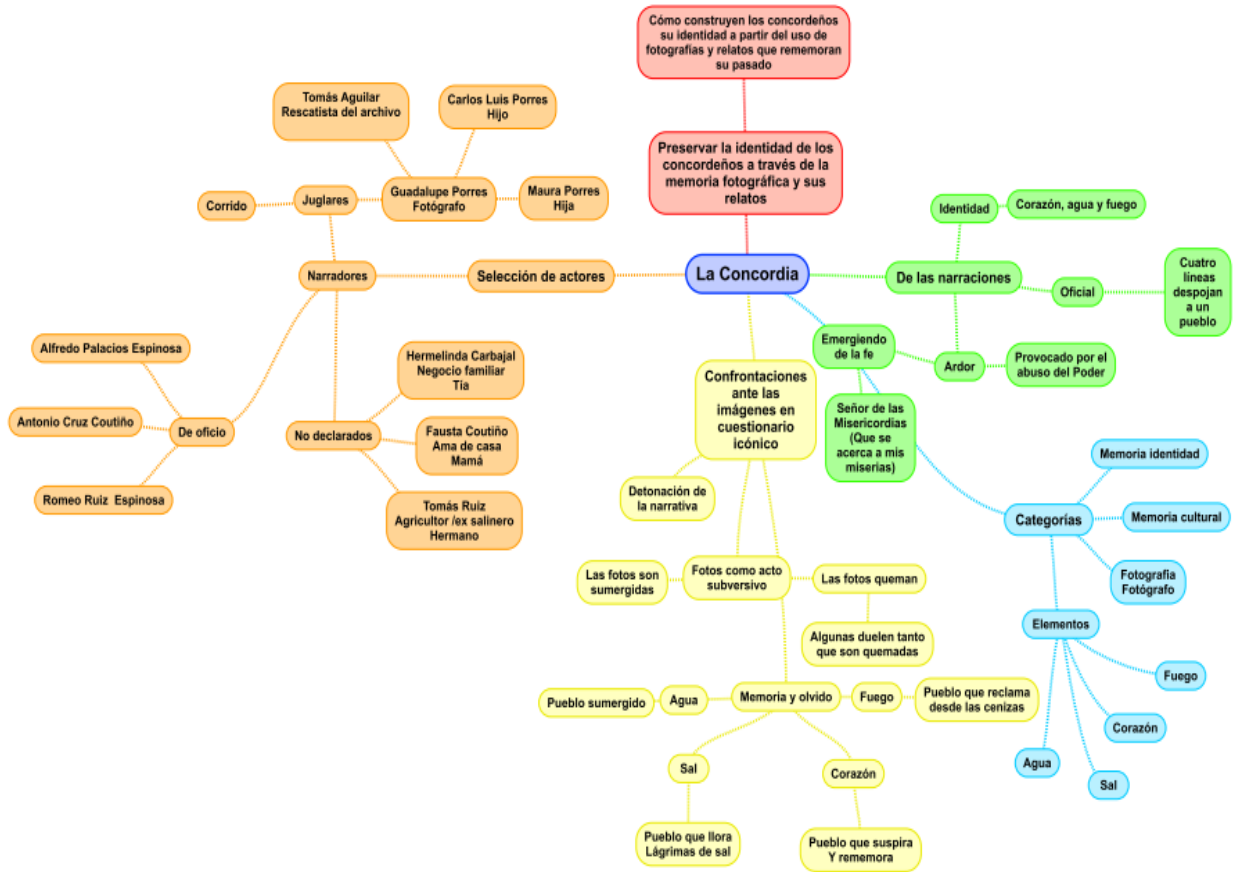 Cómo construyen los concordeños
su identidad a partir del uso de
fotografías y relatos que rememoran
su pasado
Preservar la identidad de los
concordeños a través de la
memoria fotográfica y sus
relatos
La Concordia
Selección de actores
Narradores
Juglares
Corrido
Guadalupe Porres
Fotógrafo
Tomás Aguilar
Rescatista del archivo
Carlos Luis Porres
Hijo
Maura Porres
Hija
De oficio
Alfredo Palacios Espinosa
Antonio Cruz Coutiño
Romeo Ruiz Espinosa
No declarados
Hermelinda Carbajal
Negocio familiar
Tía
Fausta Coutiño
Ama de casa
Mamá
Tomás Ruiz
Agricultor /ex salinero
Hermano
De las narraciones
Identidad
Corazón, agua y fuego
Oficial
Cuatro
líneas
despojan
a un
pueblo
Ardor
Provocado por el
abuso del Poder
Emergiendo
de la fe
Señor de las
Misericordias
(Que se
acerca a mis
miserias)
Confrontaciones
ante las
imágenes en
cuestionario
icónico
Detonación de
la narrativa
Fotos como acto
subversivo
Las fotos son
sumergidas
Las fotos queman
Algunas duelen tanto
que son quemadas
Memoria y olvido
Agua
Pueblo sumergido
Fuego
Pueblo que reclama
desde las cenizas
Sal
Pueblo que llora
Lágrimas de sal
Corazón
Pueblo que suspira
Y rememora
Categorías
Memoria identidad
Memoria cultural
Fotografía
Fotógrafo
Elementos
Fuego
Corazón
Sal
Agua